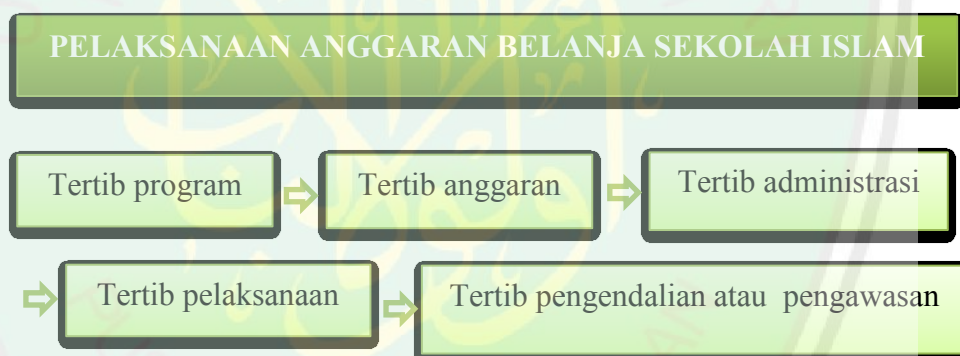 PELAKSANAAN ANGGARAN BELANJA SEKOLAH ISLAM
Tertib program
Tertib anggaran
Tertib administrasi
Tertib pelaksanaan
Tertib pengendalian atau pengawasan